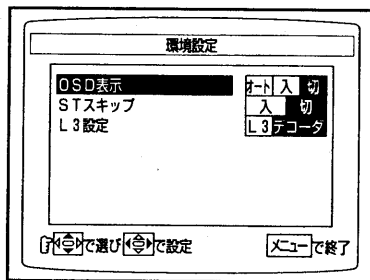 環境設定
OSD表示 オート 入 切
STスキップ 入 切
L3設定 L3 デコーダ
で選び で設定 メニューで終了